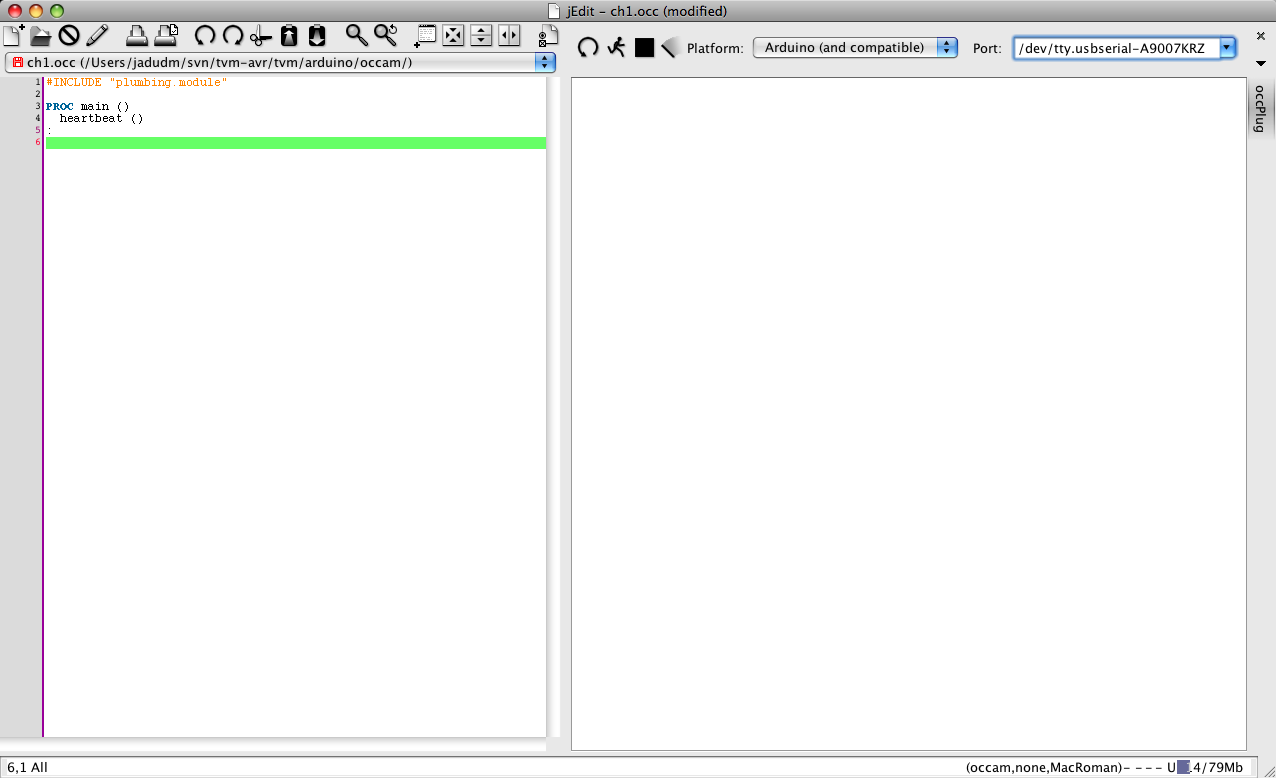 jEdit - ch1.occ (modified)
Platform: Arduino (and compatible) Port: /dev/tty.usbserial-A9007KRZ
ch1.occ (/Users/jadudm/svn/tvm-avr/tvm/arduino/occam/)
occPlug
1 #INCLUDE "plumbing.module"
2
3 PROC main ()
4 heartbeat ()
5 :
6
6,1 All
(occam,none,MacRoman)- - - - U 4/79Mb